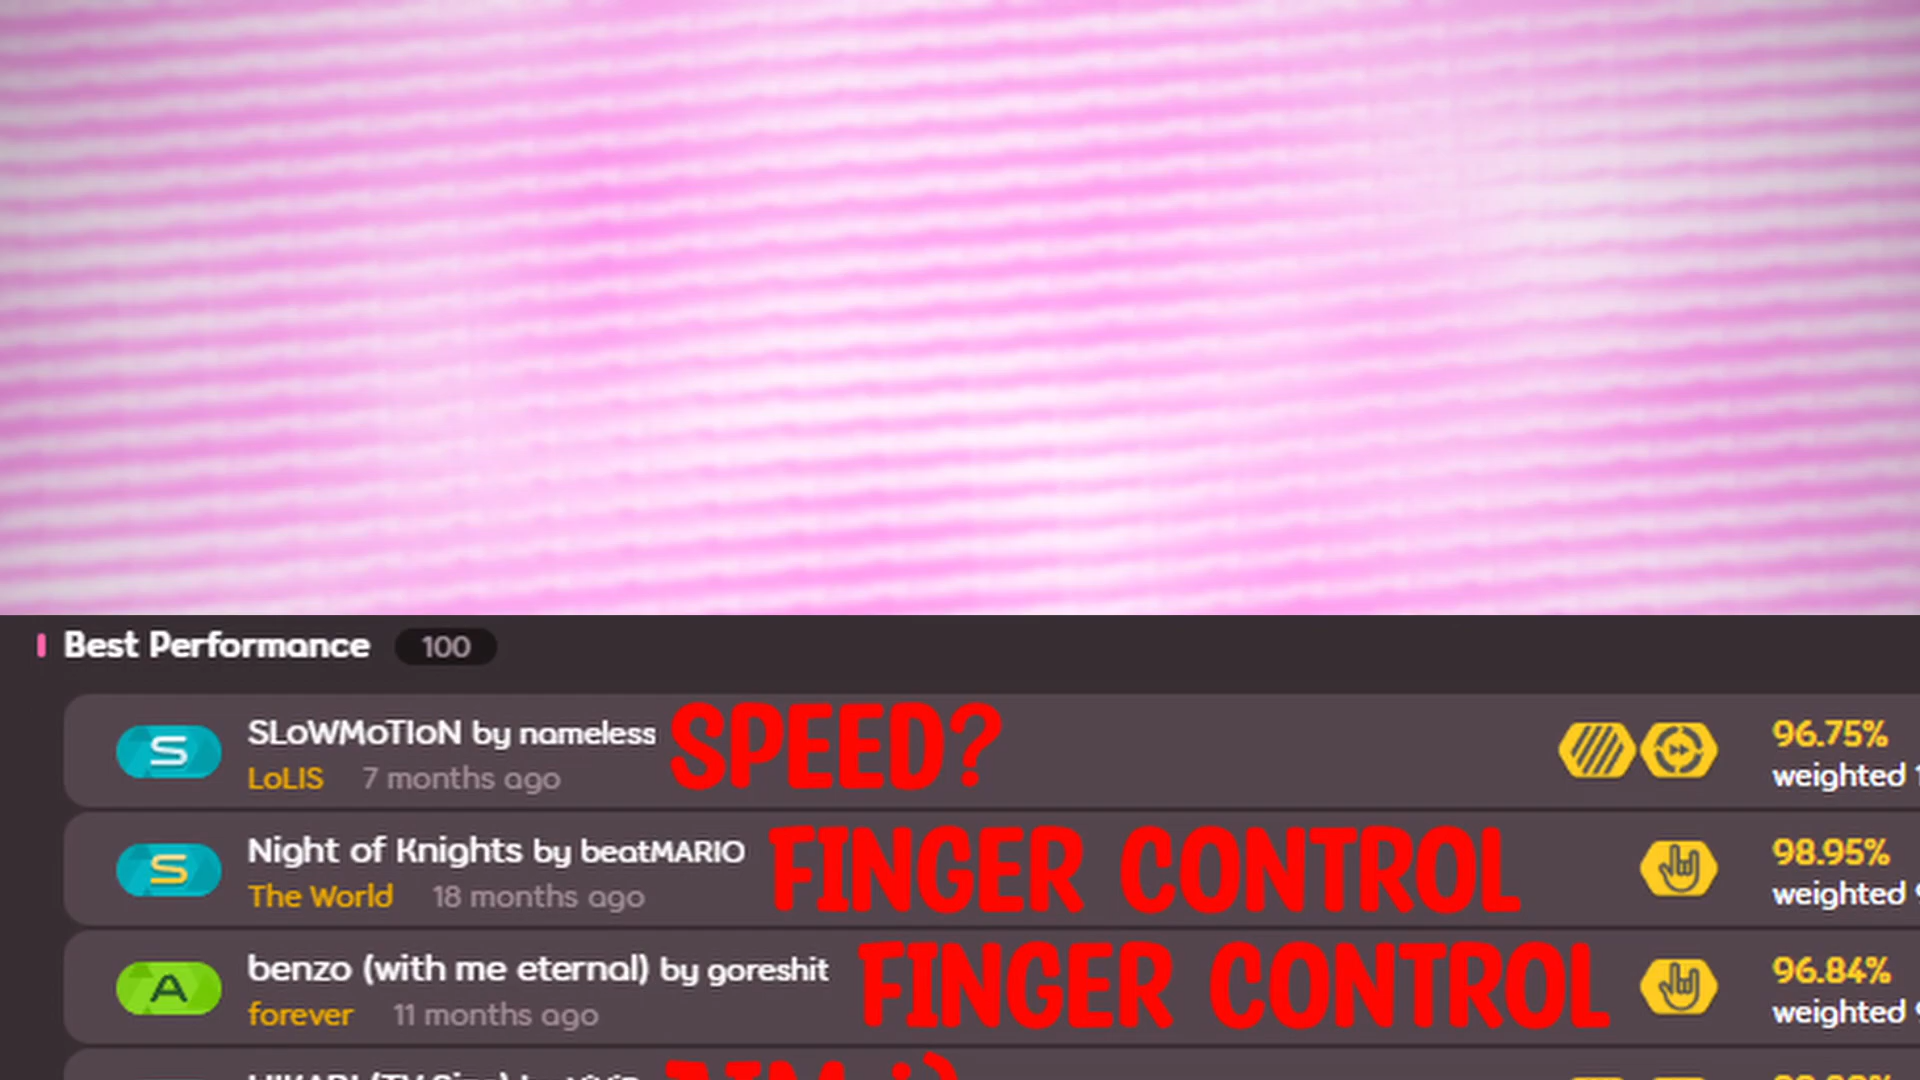 Best Performance 100
SLoWMoTIoN by nameless SPEED? 96.75%
LoLIS 7 months ago weighted
Night of Knights by beatMARIO FINGER CONTROL 98.95%
The World 18 months ago weighted
benzo (with me eternal) by goreshit FINGER CONTROL 96.84%
forever 11 months ago weighted
S
S
A